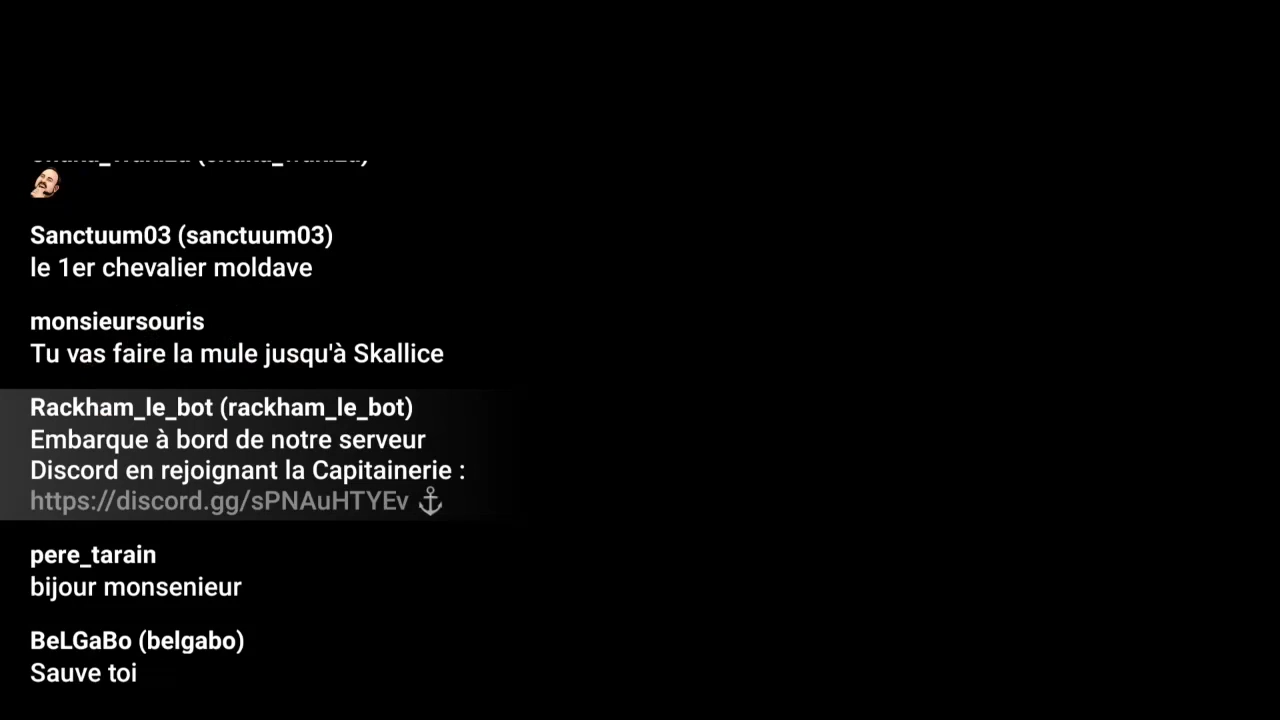 Sanctuum03 (sanctuum03)
le 1er chevalier moldave
monsieursouris
Tu vas faire la mule jusqu'à Skallice
Rackham_le_bot (rackham_le_bot)
Embarque à bord de notre serveur
Discord en rejoignant la Capitainerie :
https://discord.gg/sPNAuHTYEv ⚓
pere_tarain
bijour monsenieur
BeLGaBo (belgabo)
Sauve toi